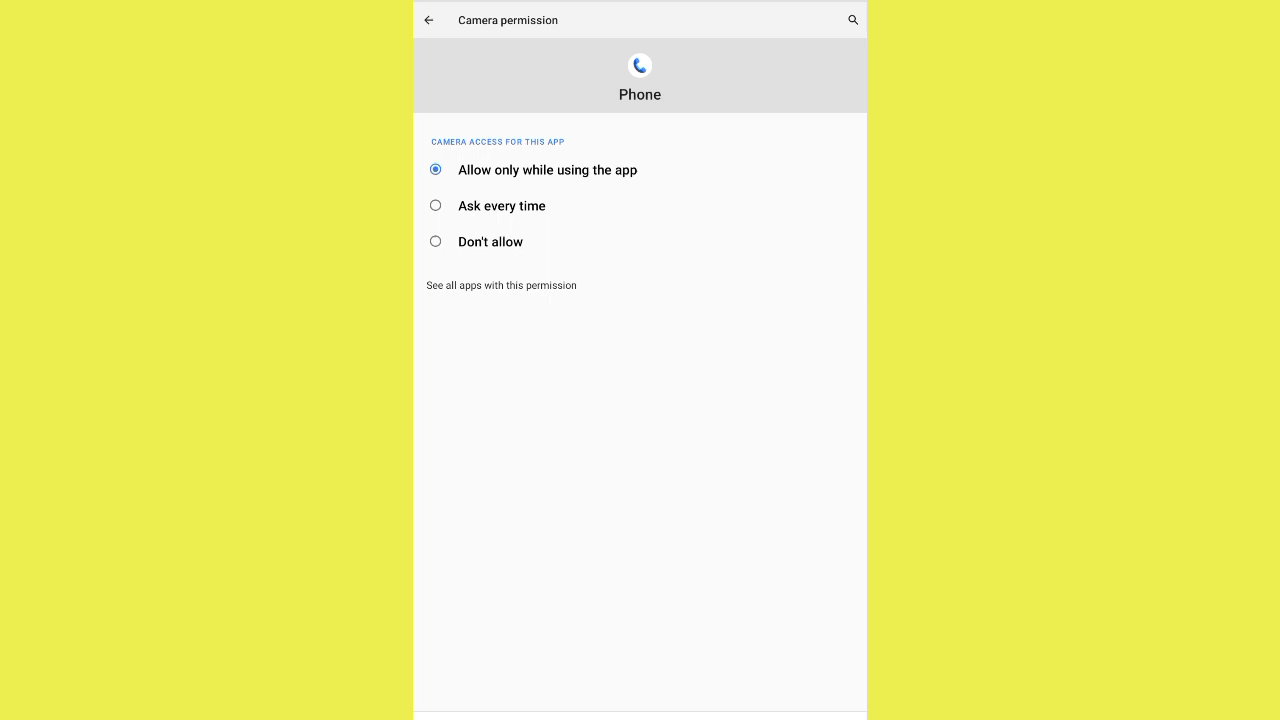 Camera permission
Phone
CAMERA ACCESS FOR THIS APP
Allow only while using the app
Ask every time
Don't allow
See all apps with this permission